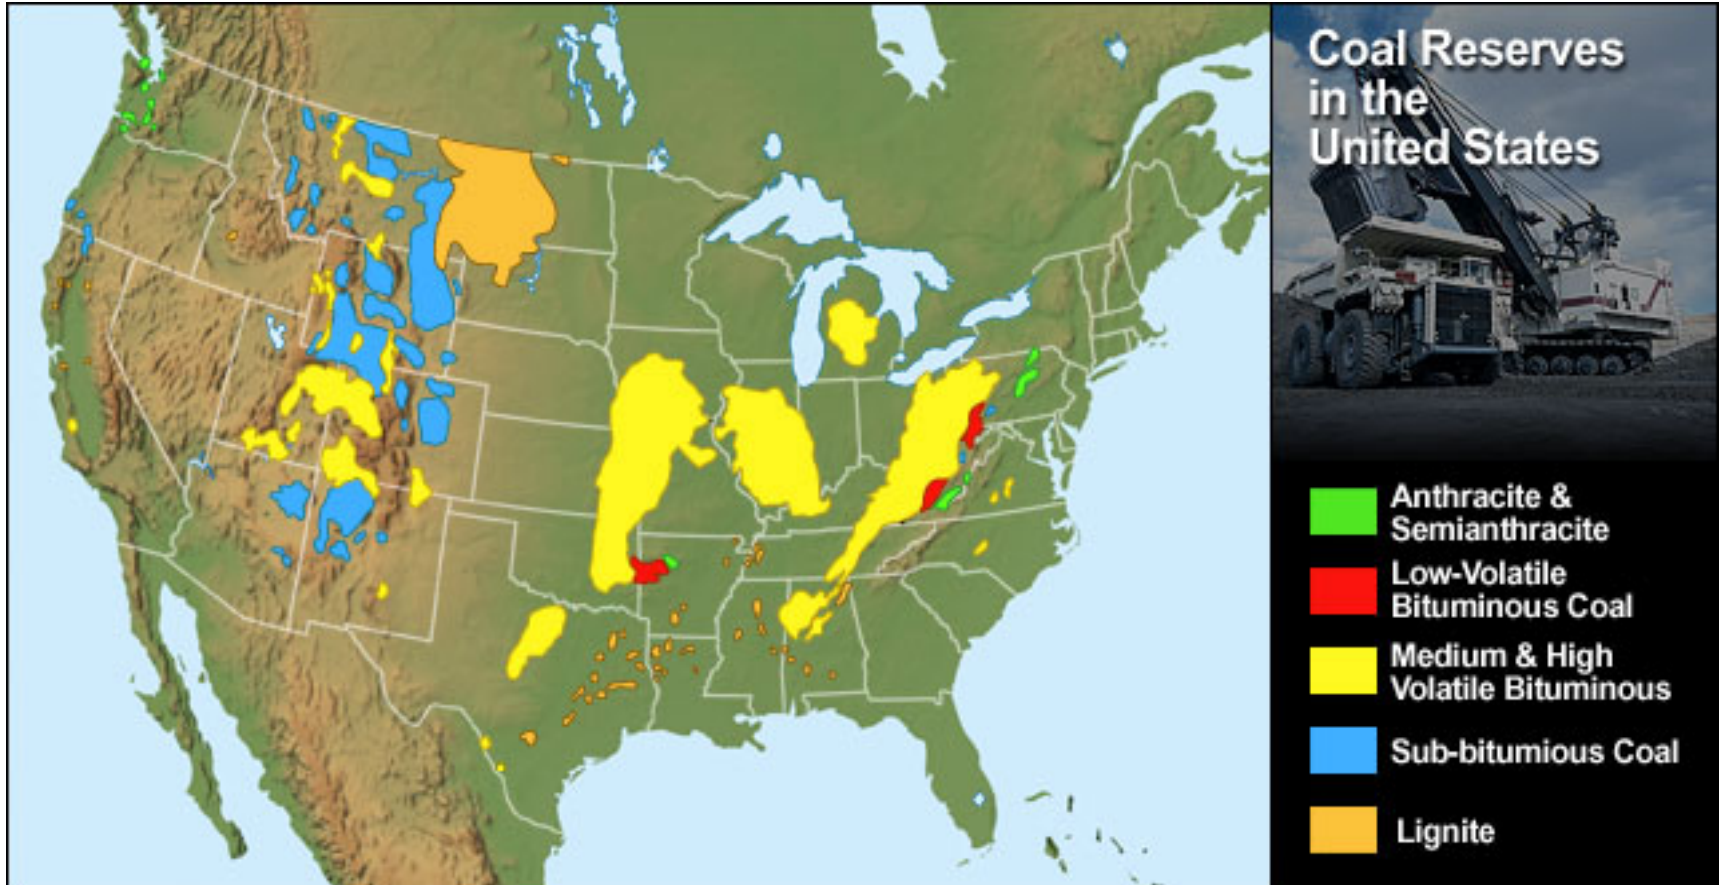 Coal Reserves
in the
United States
Anthracite &
Semianthracite
Low-Volatile
Bituminous Coal
Medium & High
Volatile Bituminous
Sub-bitumious Coal
Lignite